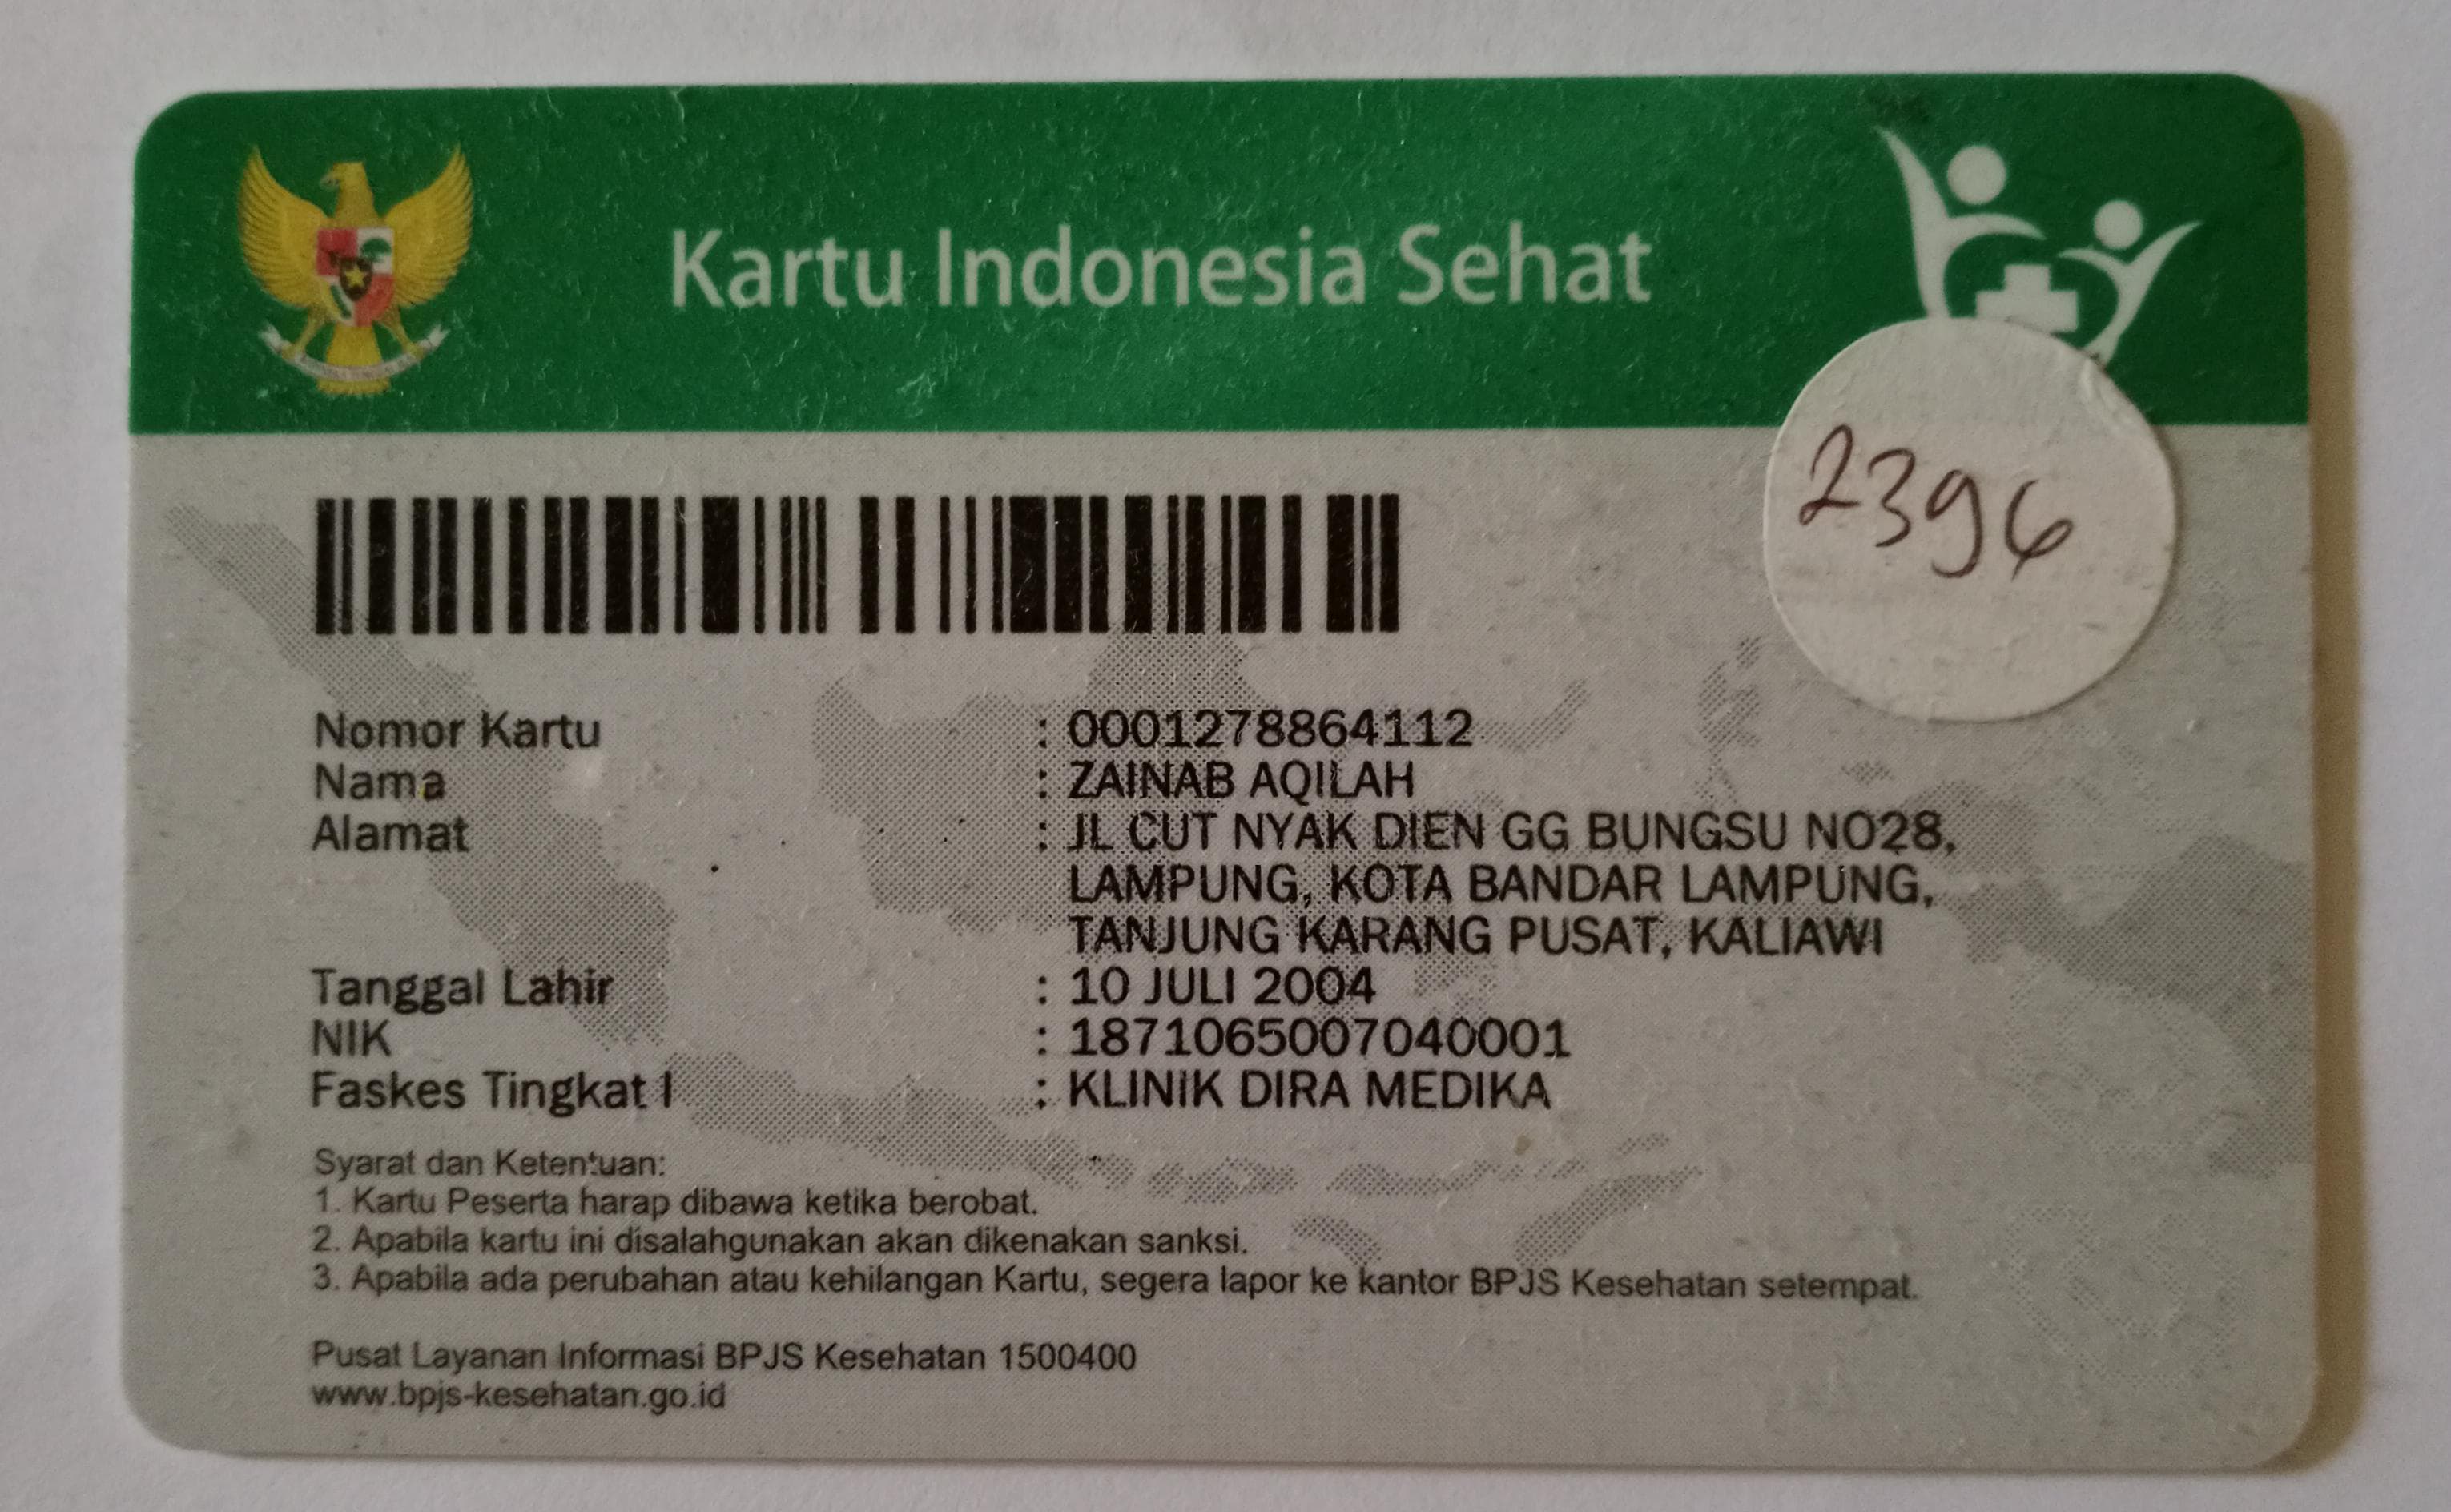 Kartu Indonesia Sehat
2396
Nomor Kartu : 0001278864112
Nama : ZAINAB AQILAH
Alamat : JL CUT NYAK DIEN GG BUNGSU NO28,
LAMPUNG, KOTA BANDAR LAMPUNG,
TANJUNG KARANG PUSAT, KALIAWI
Tanggal Lahir : 10 JULI 2004
NIK : 1871065007040001
Faskes Tingkat I : KLINIK DIRA MEDIKA
Syarat dan Ketentuan:
1. Kartu Peserta harap dibawa ketika berobat.
2. Apabila kartu ini disalahgunakan akan dikenakan sanksi.
3. Apabila ada perubahan atau kehilangan Kartu, segera lapor ke kantor BPJS Kesehatan setempat.
Pusat Layanan Informasi BPJS Kesehatan 1500400
www.bpjs-kesehatan.go.id